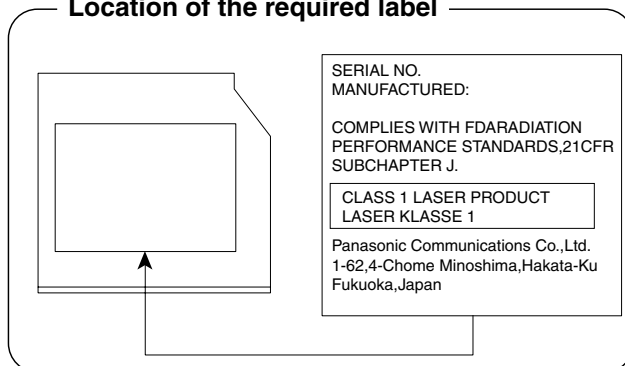 Location of the required label
SERIAL NO.
MANUFACTURED:
COMPLIES WITH FDARADIATION
PERFORMANCE STANDARDS,21CFR
SUBCHAPTER J.
CLASS 1 LASER PRODUCT
LASER KLASSE 1
Panasonic Communications Co.,Ltd.
1-62,4-Chome Minoshima,Hakata-Ku
Fukuoka,Japan